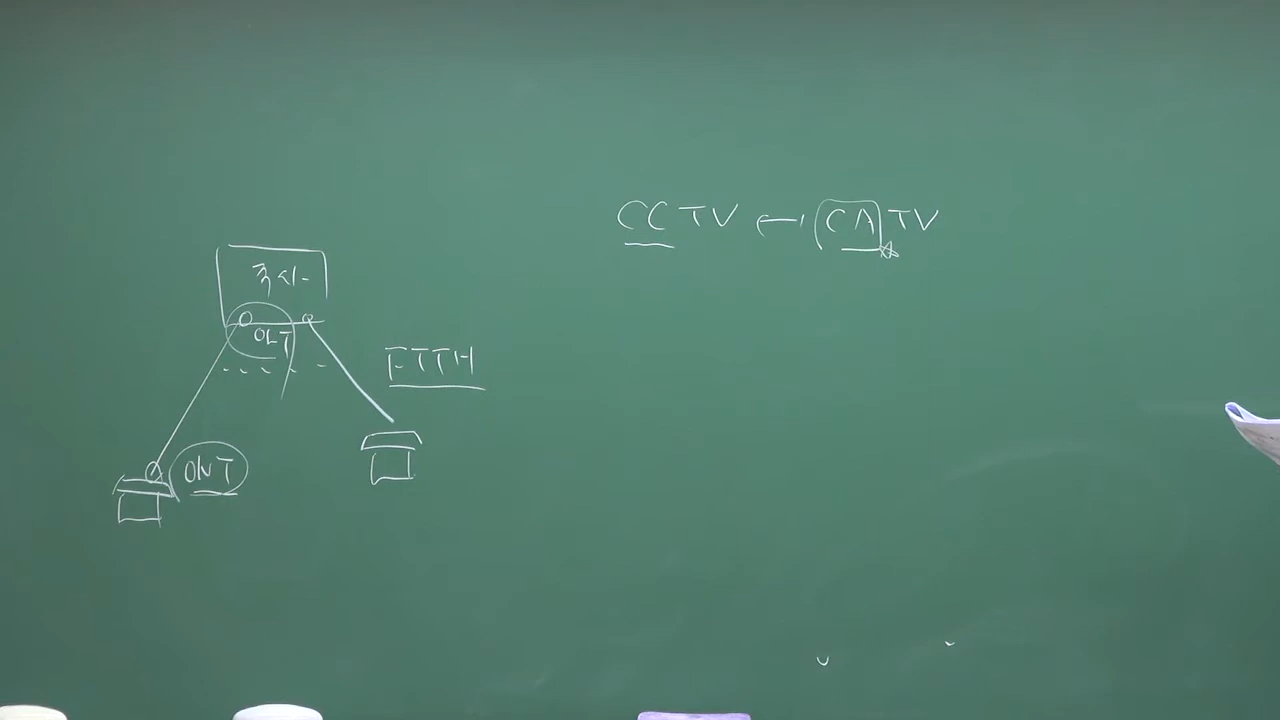 CCTV ↔ CATV
국사
OLT
FTTH
ONT